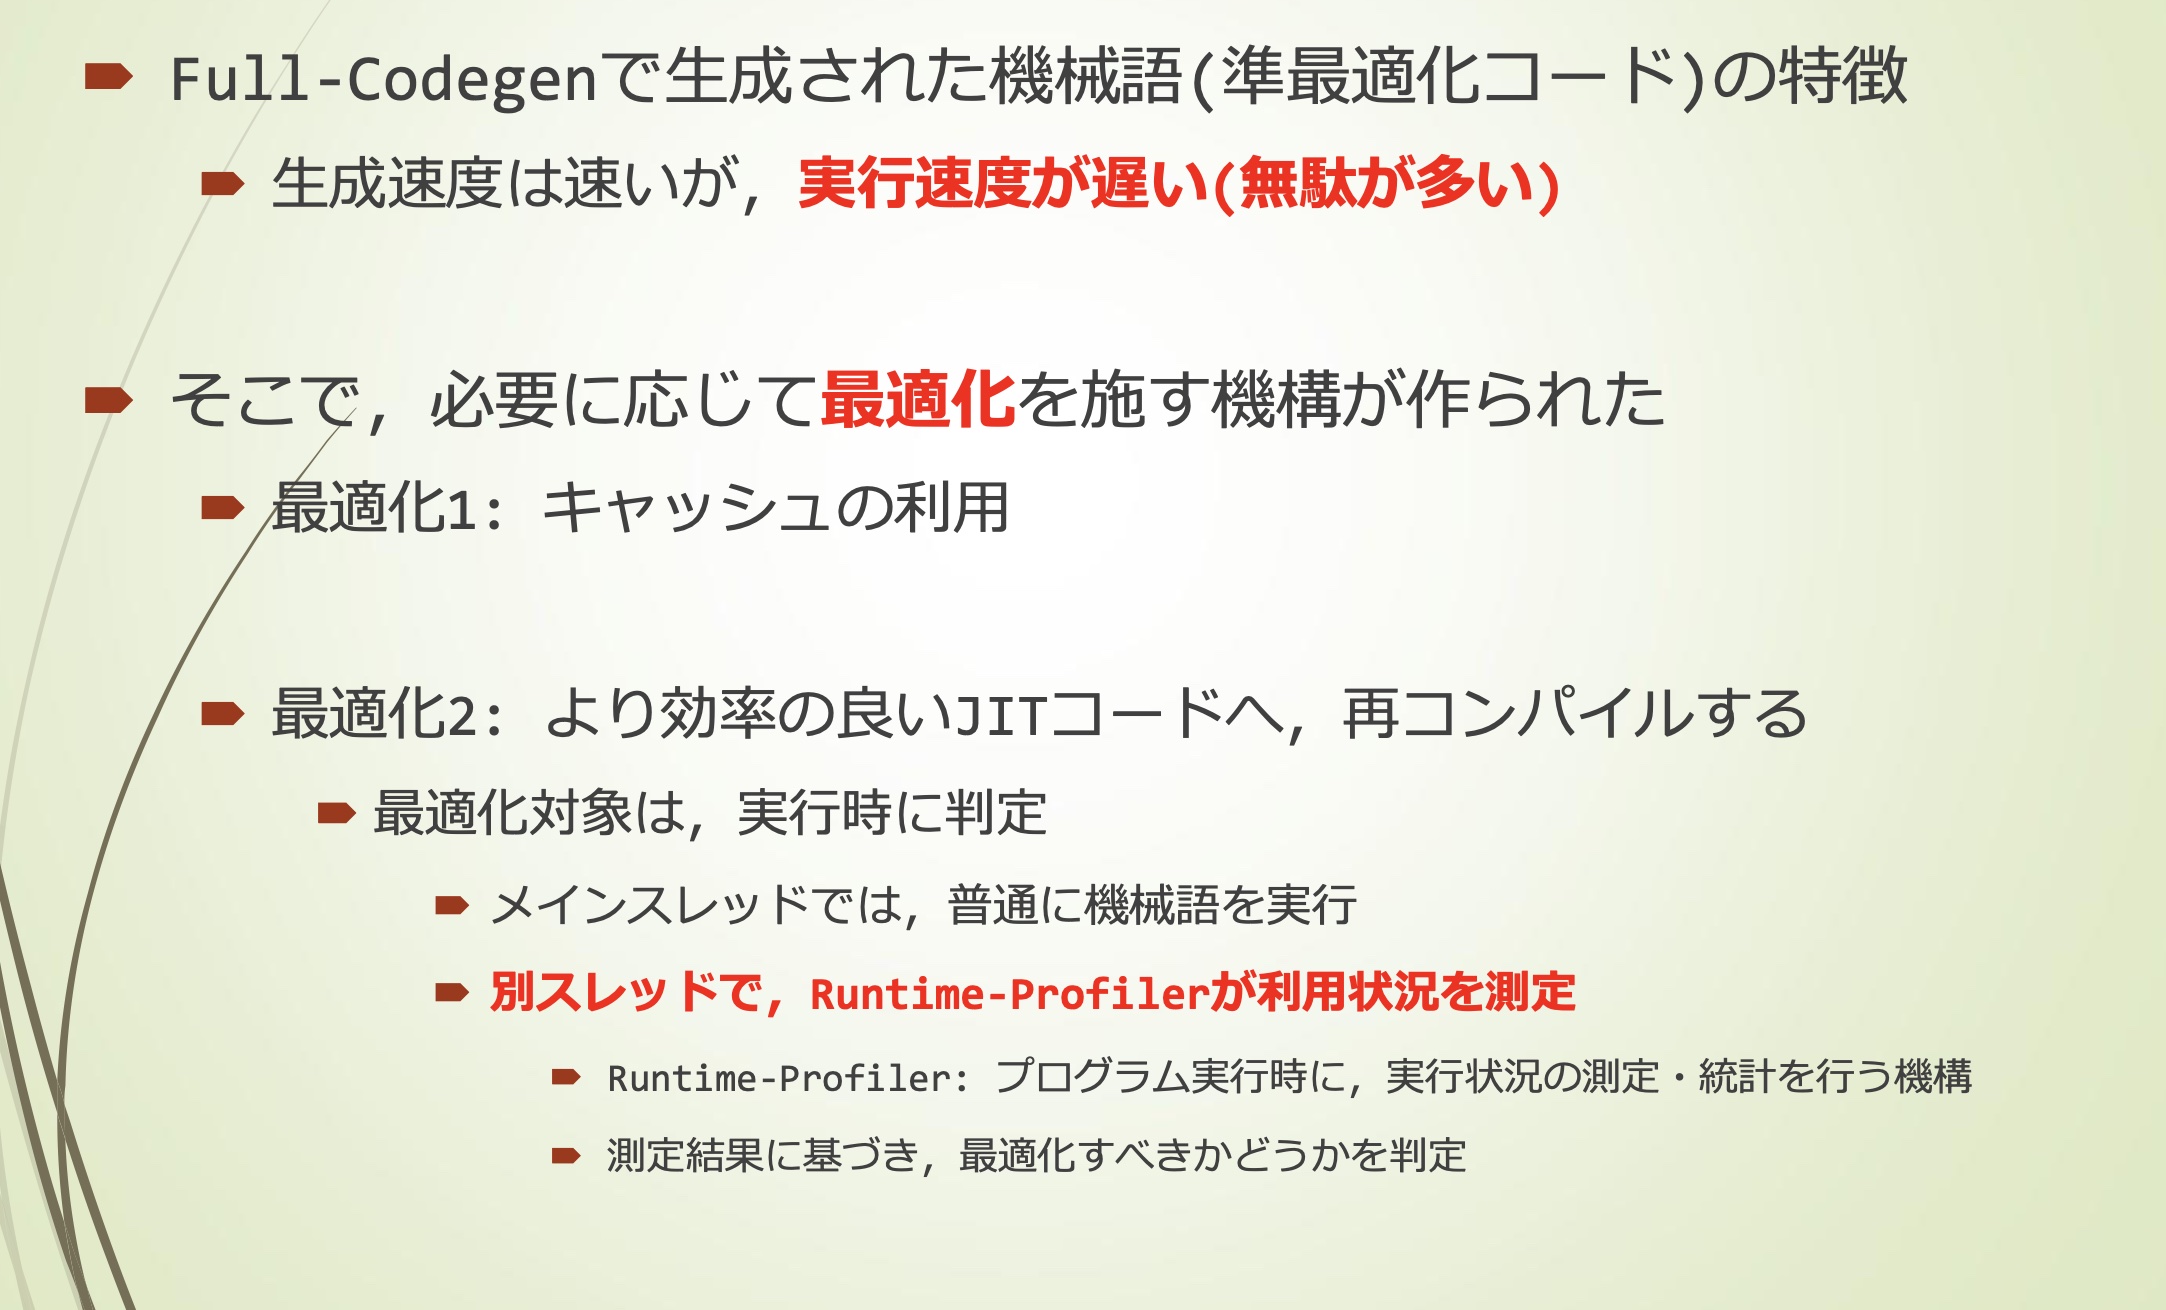 Full-Codegenで生成された機械語(準最適化コード)の特徴
生成速度は速いが，実行速度が遅い(無駄が多い)
そこで，必要に応じて最適化を施す機構が作られた
最適化1: キャッシュの利用
最適化2: より効率の良いJITコードへ，再コンパイルする
最適化対象は，実行時に判定
メインスレッドでは，普通に機械語を実行
別スレッドで，Runtime-Profilerが利用状況を測定
Runtime-Profiler: プログラム実行時に，実行状況の測定・統計を行う機構
測定結果に基づき，最適化すべきかどうかを判定